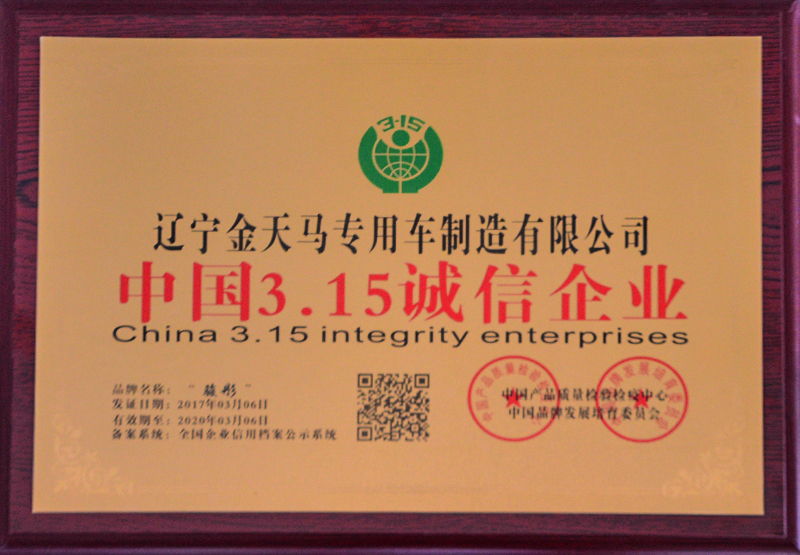 3·15
辽宁金天马专用车制造有限公司
中国3.15诚信企业
China 3.15 integrity enterprises
品牌名称："骏彤"
发证日期：2017年03月06日
有效期至：2020年03月06日
备案系统：全国企业信用档案公示系统
中国产品质量检验检疫中心
中国品牌发展培育委员会